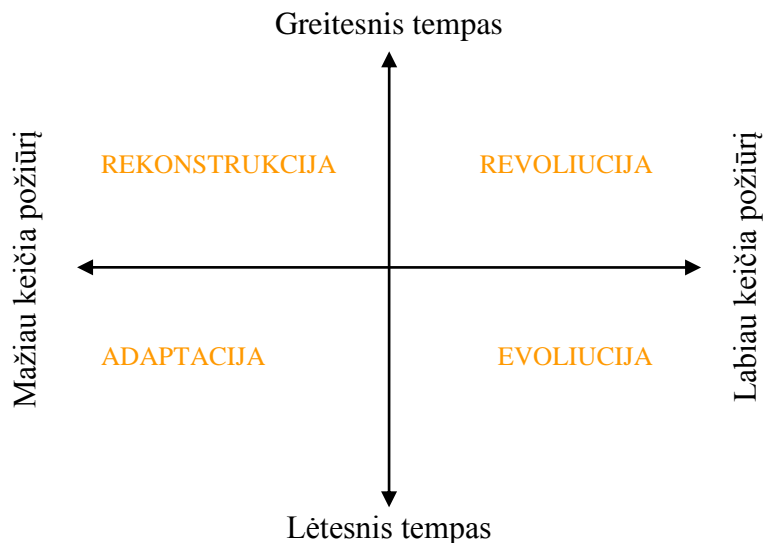 Greitesnis tempas
Mažiau keičia požiūrį
REKONSTRUKCIJA
REVOLIUCIJA
Labiau keičia požiūrį
ADAPTACIJA
EVOLIUCIJA
Lėtesnis tempas